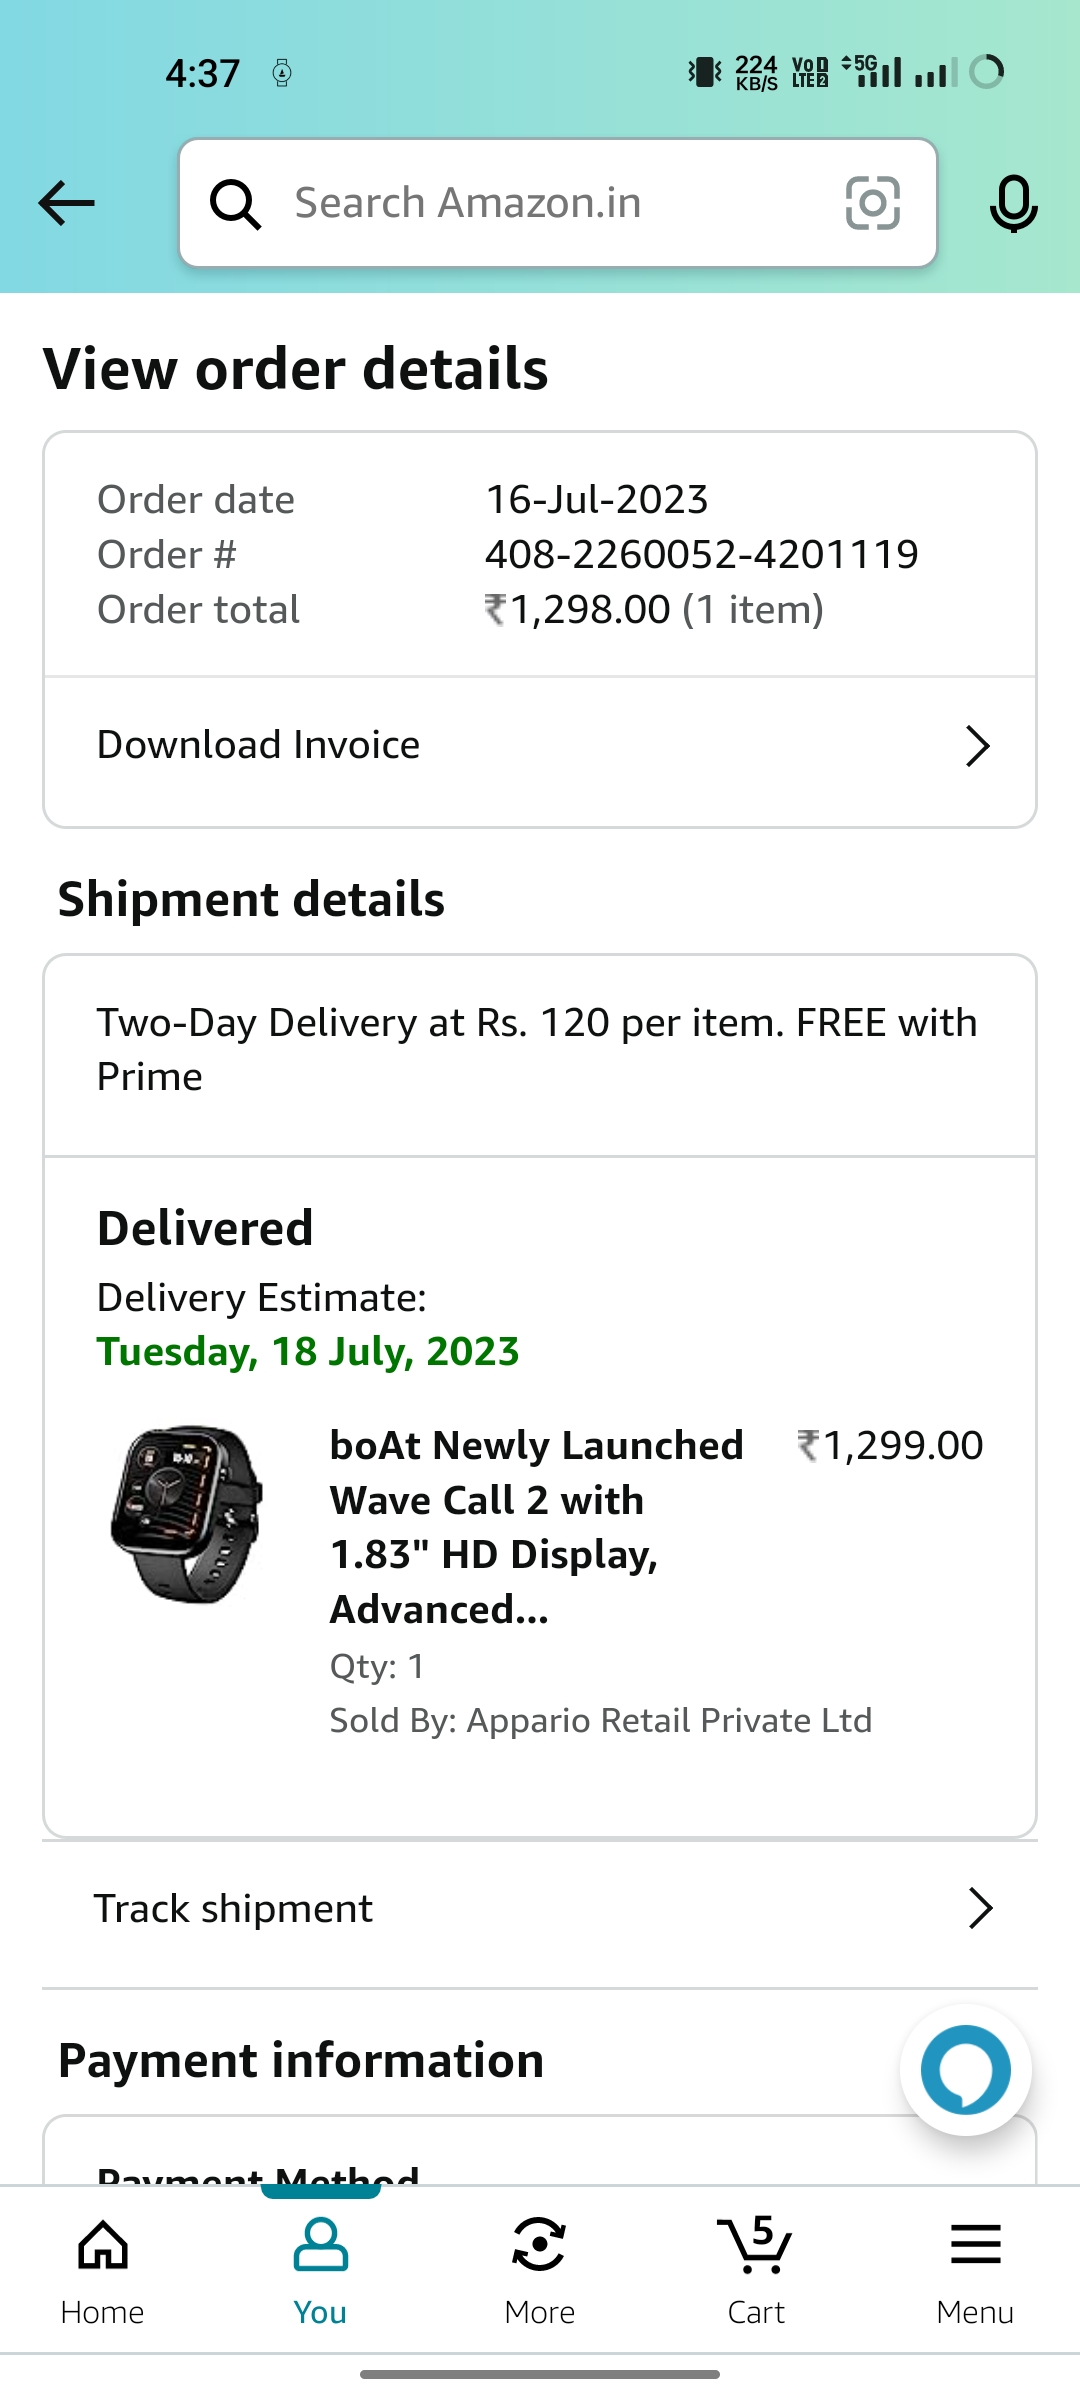 4:37
224
KB/S
VoD
LTE2
5G
Search Amazon.in
View order details
Order date 16-Jul-2023
Order # 408-2260052-4201119
Order total ₹1,298.00 (1 item)
Download Invoice
Shipment details
Two-Day Delivery at Rs. 120 per item. FREE with
Prime
Delivered
Delivery Estimate:
Tuesday, 18 July, 2023
boAt Newly Launched ₹1,299.00
Wave Call 2 with
1.83" HD Display,
Advanced...
Qty: 1
Sold By: Appario Retail Private Ltd
Track shipment
Payment information
Payment Method
5
Home You More Cart Menu